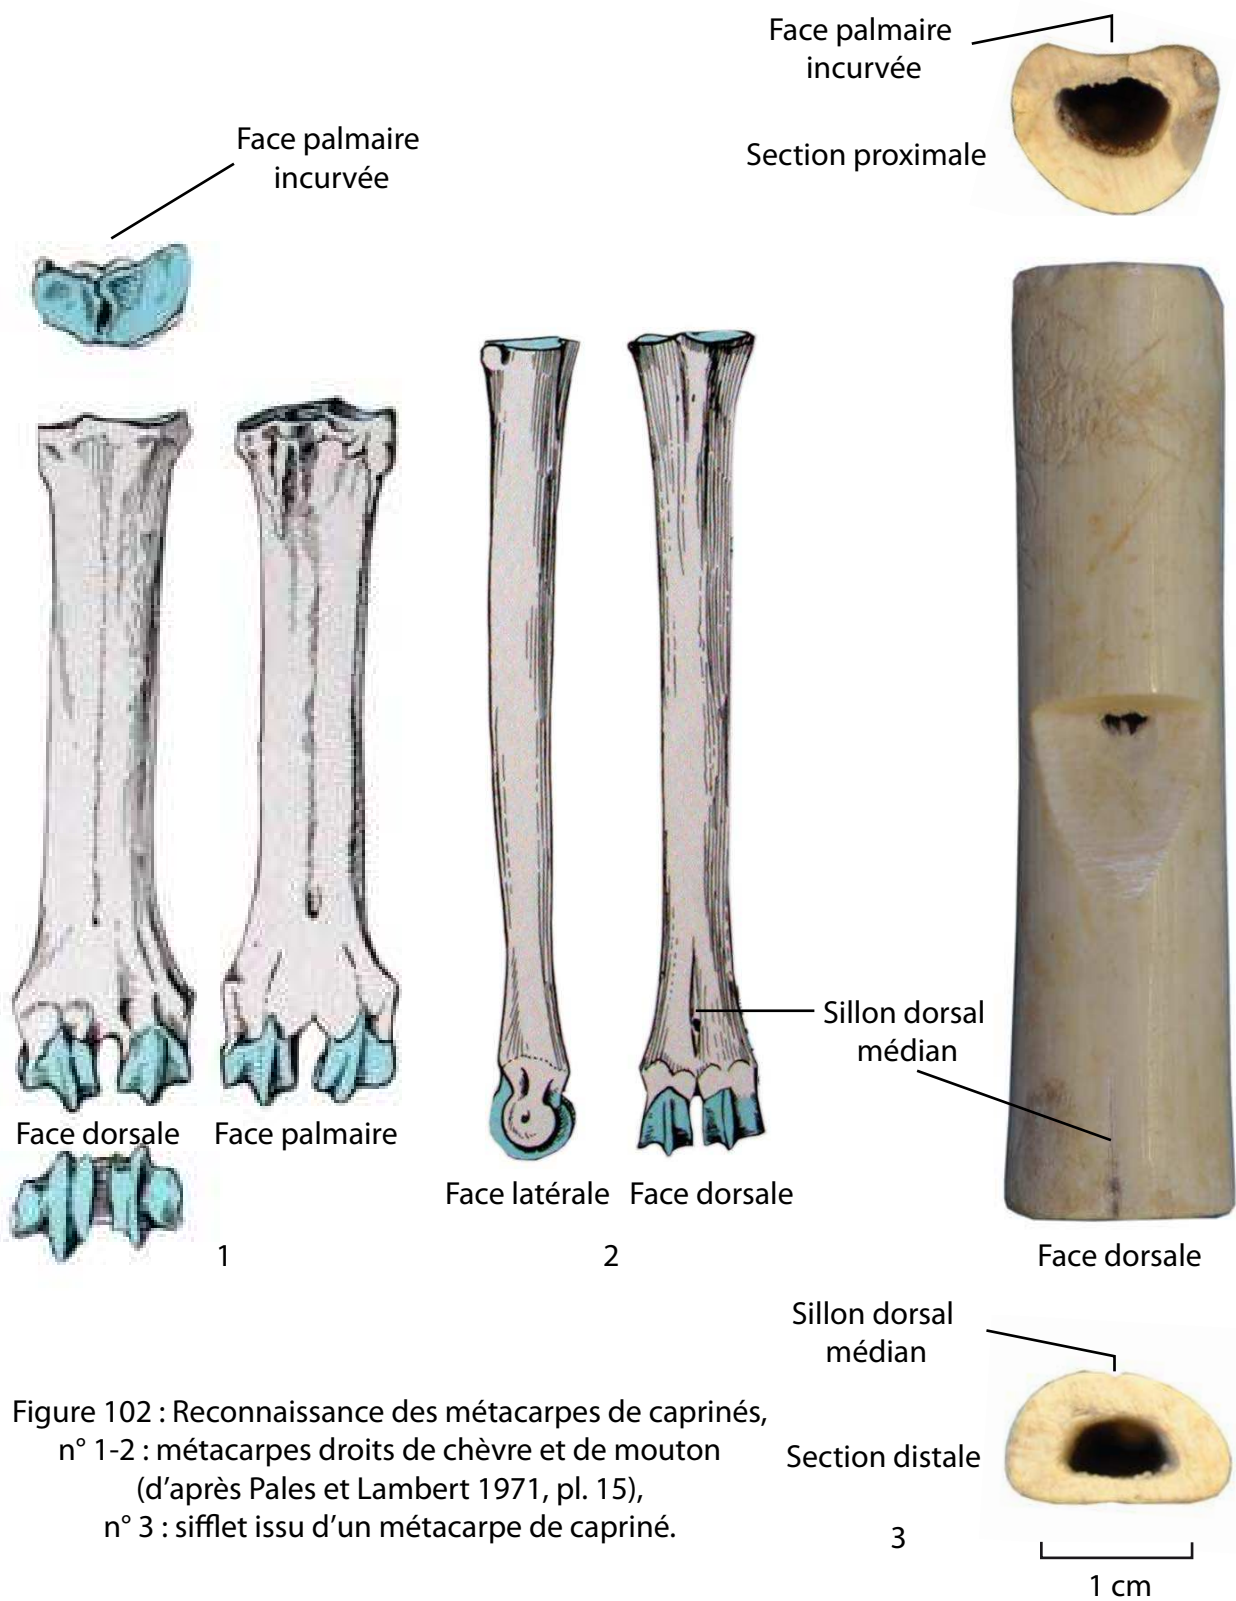 Face palmaire
incurvée
Section proximale
Face palmaire
incurvée
Sillon dorsal
médian
Face dorsale
Face palmaire
Face latérale
Face dorsale
1
2
Face dorsale
Sillon dorsal
médian
Section distale
3
1 cm
Figure 102 : Reconnaissance des métacarpes de caprinés,
n° 1-2 : métacarpes droits de chèvre et de mouton
(d'après Pales et Lambert 1971, pl. 15),
n° 3 : sifflet issu d'un métacarpe de capriné.